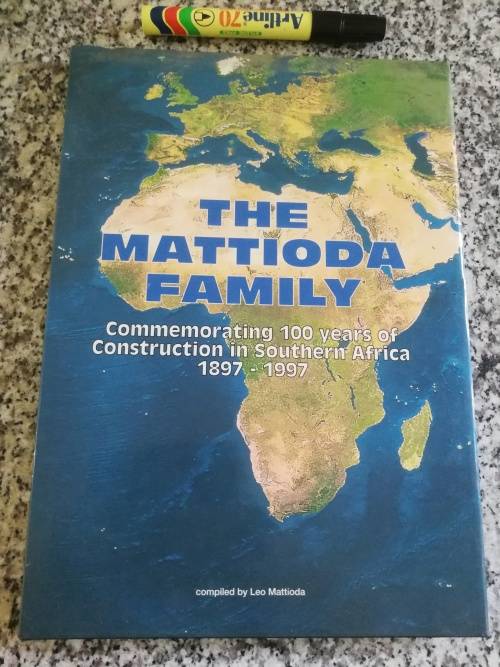 Artline 70
THE
MATTIODA
FAMILY
Commemorating 100 years of
Construction in Southern Africa
1897 - 1997
compiled by Leo Mattioda